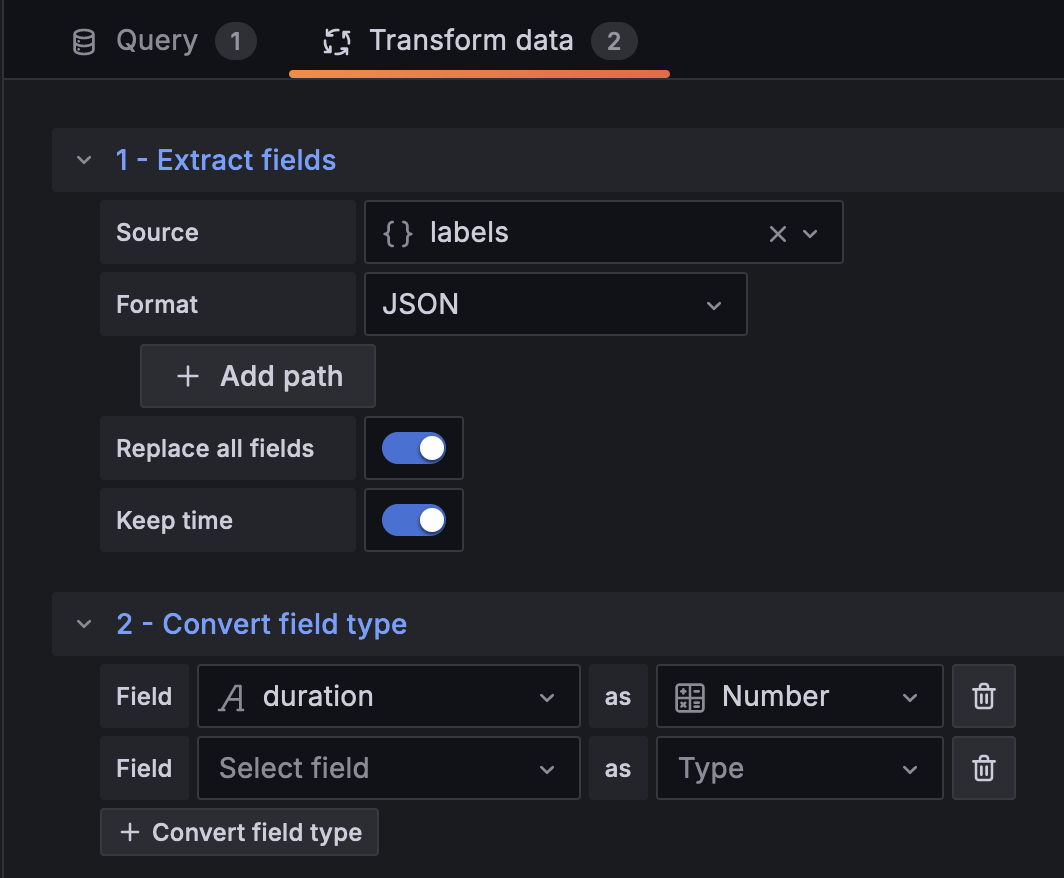 Query 1 Transform data 2
1 - Extract fields
Source {} labels
Format JSON
+ Add path
Replace all fields
Keep time
2 - Convert field type
Field duration as Number
Field Select field as Type
+ Convert field type